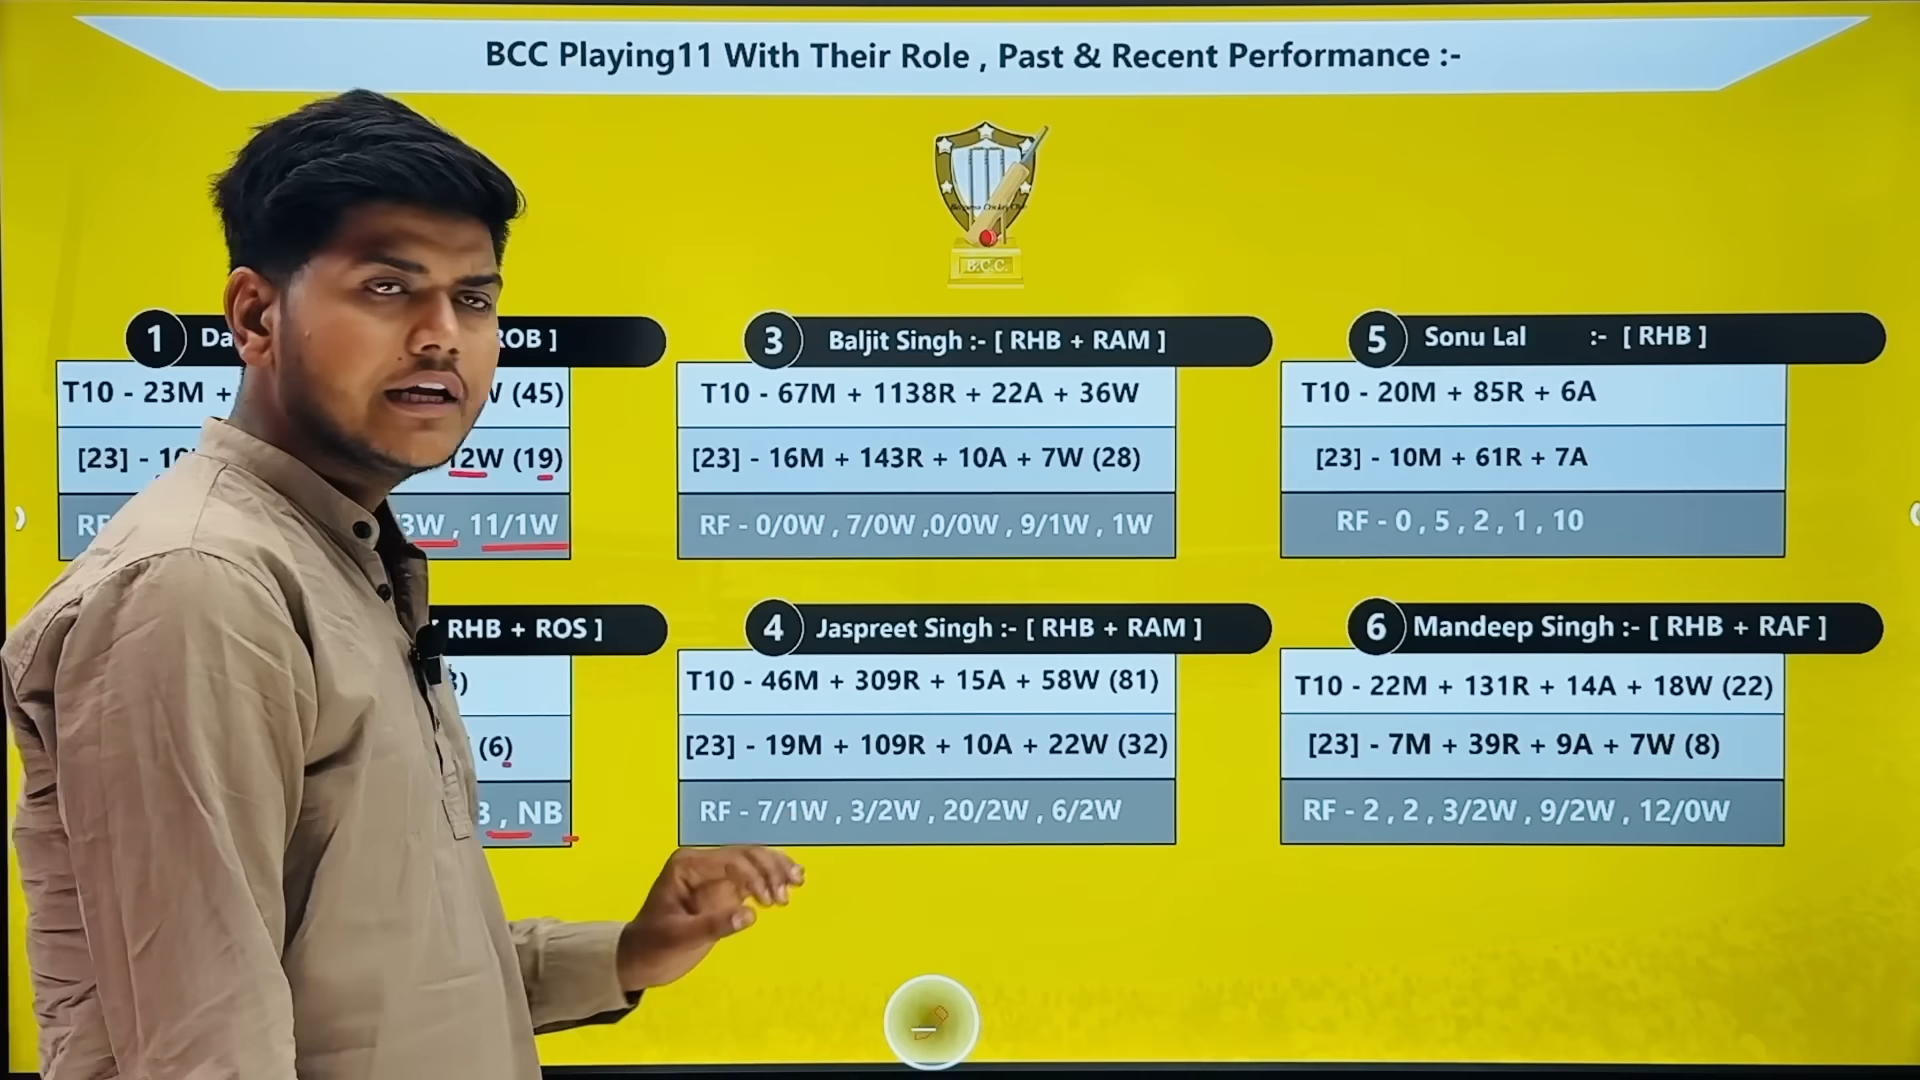 BCC Playing11 With Their Role , Past & Recent Performance :-
B.C.C.
1 ROB ]
T10 - 23M + (45)
[23] - 12W (19)
3W , 11/1W
RHB + ROS ]
(6)
, NB
3 Baljit Singh :- [ RHB + RAM ]
T10 - 67M + 1138R + 22A + 36W
[23] - 16M + 143R + 10A + 7W (28)
RF - 0/0W , 7/0W ,0/0W , 9/1W , 1W
4 Jaspreet Singh :- [ RHB + RAM ]
T10 - 46M + 309R + 15A + 58W (81)
[23] - 19M + 109R + 10A + 22W (32)
RF - 7/1W , 3/2W , 20/2W , 6/2W
5 Sonu Lal :- [ RHB ]
T10 - 20M + 85R + 6A
[23] - 10M + 61R + 7A
RF - 0 , 5 , 2 , 1 , 10
6 Mandeep Singh :- [ RHB + RAF ]
T10 - 22M + 131R + 14A + 18W (22)
[23] - 7M + 39R + 9A + 7W (8)
RF - 2 , 2 , 3/2W , 9/2W , 12/0W